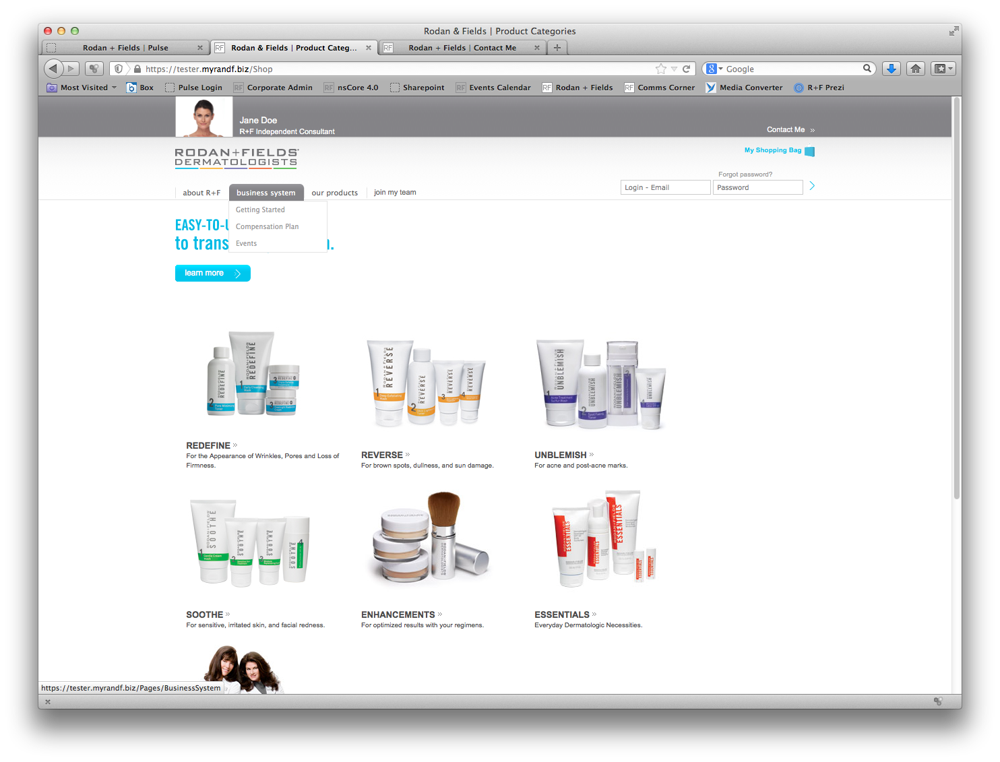 Rodan & Fields | Product Categories
Rodan + Fields | Pulse
Rodan & Fields | Product Categ...
Rodan + Fields | Contact Me
https://tester.myrandf.biz/Shop
Google
Most Visited
Box
Pulse Login
Corporate Admin
nsCore 4.0
Sharepoint
Events Calendar
Rodan + Fields
Comms Corner
Media Converter
R+F Prezi
Jane Doe
R+F Independent Consultant
Contact Me »
RODAN+FIELDS
DERMATOLOGISTS
My Shopping Bag
Forgot password?
Login - Email
Password
about R+F
business system
our products
join my team
Getting Started
Compensation Plan
Events
EASY-TO-U
to trans
learn more
REDEFINE »
For the Appearance of Wrinkles, Pores and Loss of
Firmness.
REVERSE »
For brown spots, dullness, and sun damage.
UNBLEMISH »
For acne and post-acne marks.
SOOTHE »
For sensitive, irritated skin, and facial redness.
ENHANCEMENTS »
For optimized results with your regimens.
ESSENTIALS »
Everyday Dermatologic Necessities.
https://tester.myrandf.biz/Pages/BusinessSystem